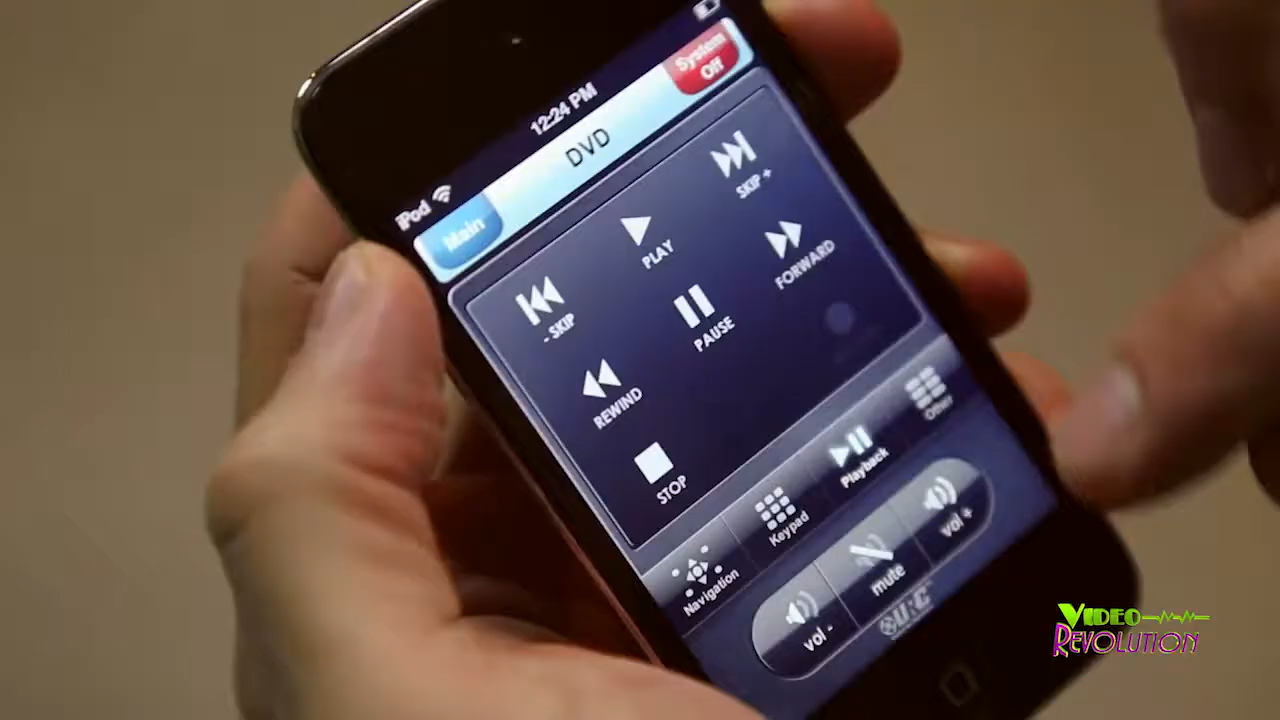 iPod 12:24 PM
Main DVD System Off
- SKIP
PLAY
SKIP +
REWIND
PAUSE
FORWARD
STOP
Navigation
Keypad
Playback
Other
vol -
mute
vol +
URC
VIDEO
REVOLUTION